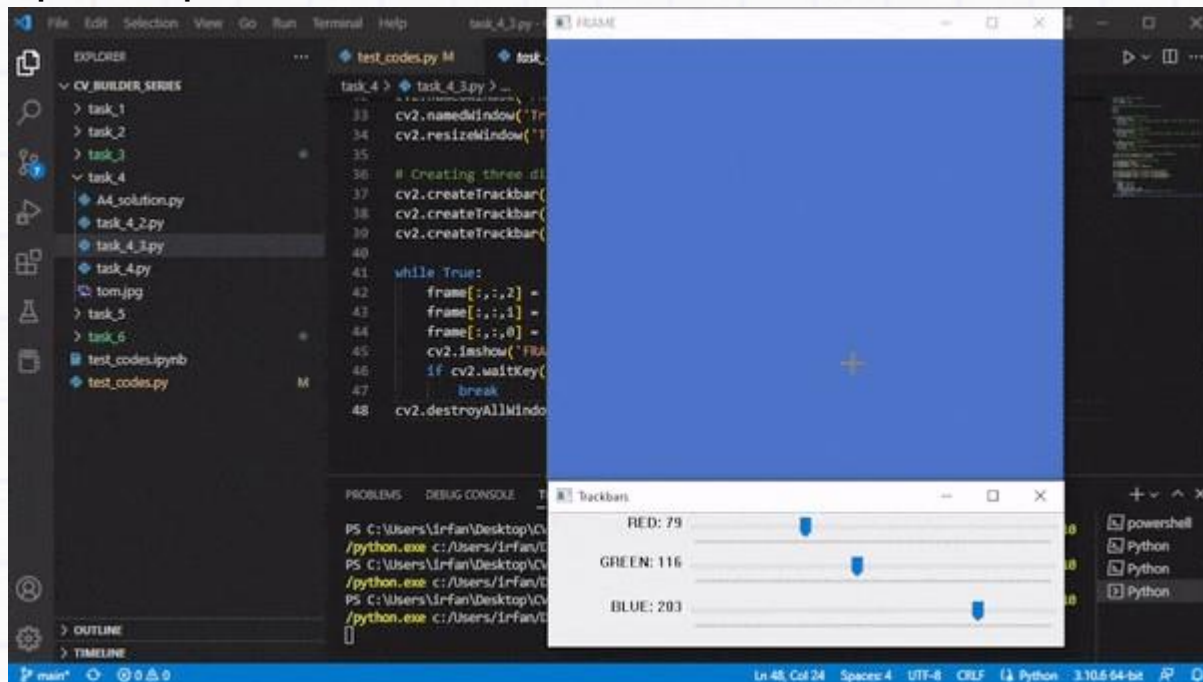 File Edit Selection View Go Run Terminal Help
task_4_3.py -
FRAME
EXPLORER
CV_BUILDER_SERIES
task_1
task_2
task_3
task_4
A4_solution.py
task_4_2.py
task_4_3.py
task_4.py
tom.jpg
task_5
task_6
test_codes.ipynb
test_codes.py M
OUTLINE
TIMELINE
test_codes.py M
task_4 > task_4_3.py > ...
33 cv2.namedWindow('Tr
34 cv2.resizeWindow('T
35
36 # Creating three di
37 cv2.createTrackbar(
38 cv2.createTrackbar(
39 cv2.createTrackbar(
40
41 while True:
42 frame[:,:,2] =
43 frame[:,:,1] =
44 frame[:,:,0] =
45 cv2.imshow('FRA
46 if cv2.waitKey(
47 break
48 cv2.destroyAllWindo
PROBLEMS DEBUG CONSOLE T
PS C:\Users\irfan\Desktop\CV
/python.exe c:/Users/irfan/D
PS C:\Users\irfan\Desktop\CV
/python.exe c:/Users/irfan/D
PS C:\Users\irfan\Desktop\CV
/python.exe c:/Users/irfan/D
Trackbars
RED: 79
GREEN: 116
BLUE: 203
powershell
Python
Python
Python
main* 0 0 0 Ln 48, Col 24 Spaces: 4 UTF-8 CRLF Python 3.10.6 64-bit